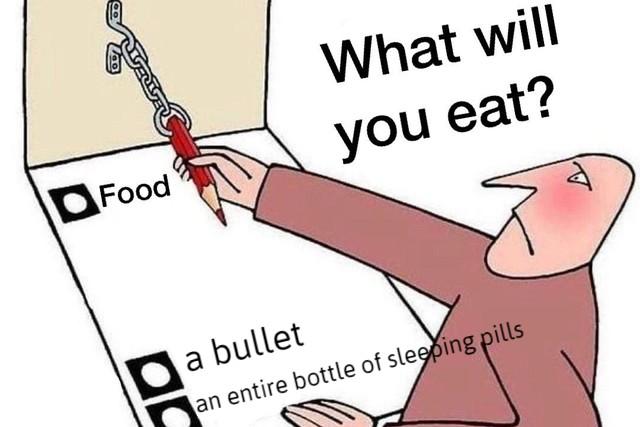 What will
you eat?
Food
a bullet
an entire bottle of sleeping pills